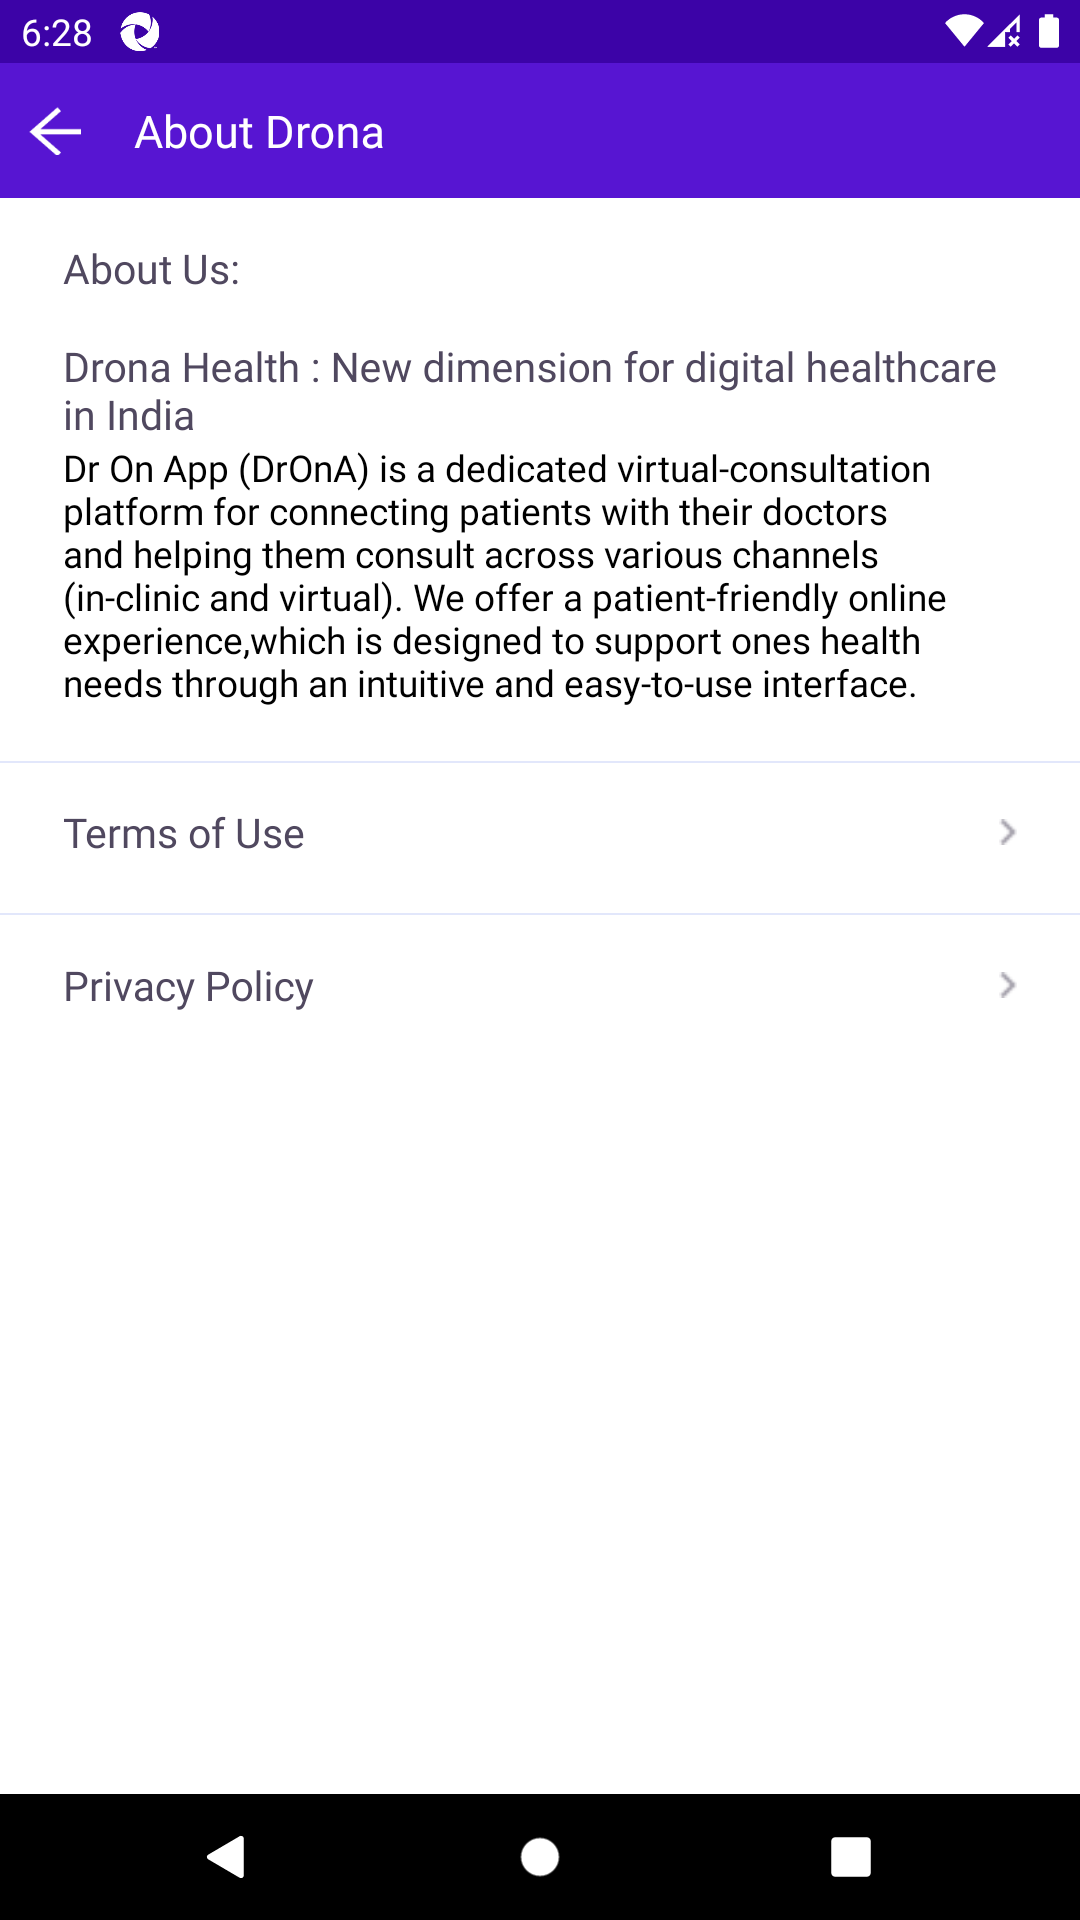 6:28
About Drona
About Us:
Drona Health : New dimension for digital healthcare
in India
Dr On App (DrOnA) is a dedicated virtual-consultation
platform for connecting patients with their doctors
and helping them consult across various channels
(in-clinic and virtual). We offer a patient-friendly online
experience,which is designed to support ones health
needs through an intuitive and easy-to-use interface.
Terms of Use
Privacy Policy